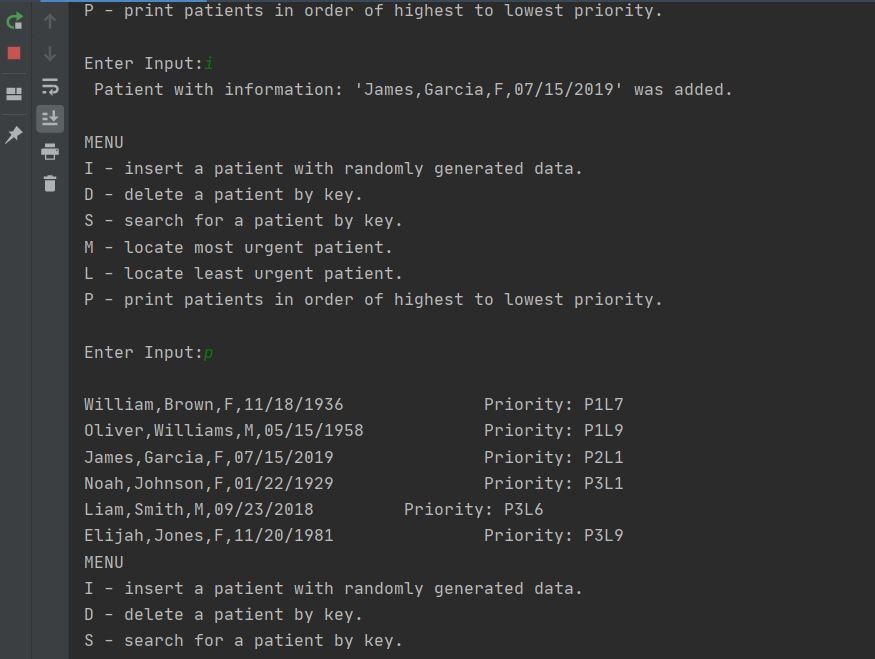 P - print patients in order of highest to lowest priority.
Enter Input:i
Patient with information: 'James,Garcia,F,07/15/2019' was added.
MENU
I - insert a patient with randomly generated data.
D - delete a patient by key.
S - search for a patient by key.
M - locate most urgent patient.
L - locate least urgent patient.
P - print patients in order of highest to lowest priority.
Enter Input:p
William,Brown,F,11/18/1936 Priority: P1L7
Oliver,Williams,M,05/15/1958 Priority: P1L9
James,Garcia,F,07/15/2019 Priority: P2L1
Noah,Johnson,F,01/22/1929 Priority: P3L1
Liam,Smith,M,09/23/2018 Priority: P3L6
Elijah,Jones,F,11/20/1981 Priority: P3L9
MENU
I - insert a patient with randomly generated data.
D - delete a patient by key.
S - search for a patient by key.